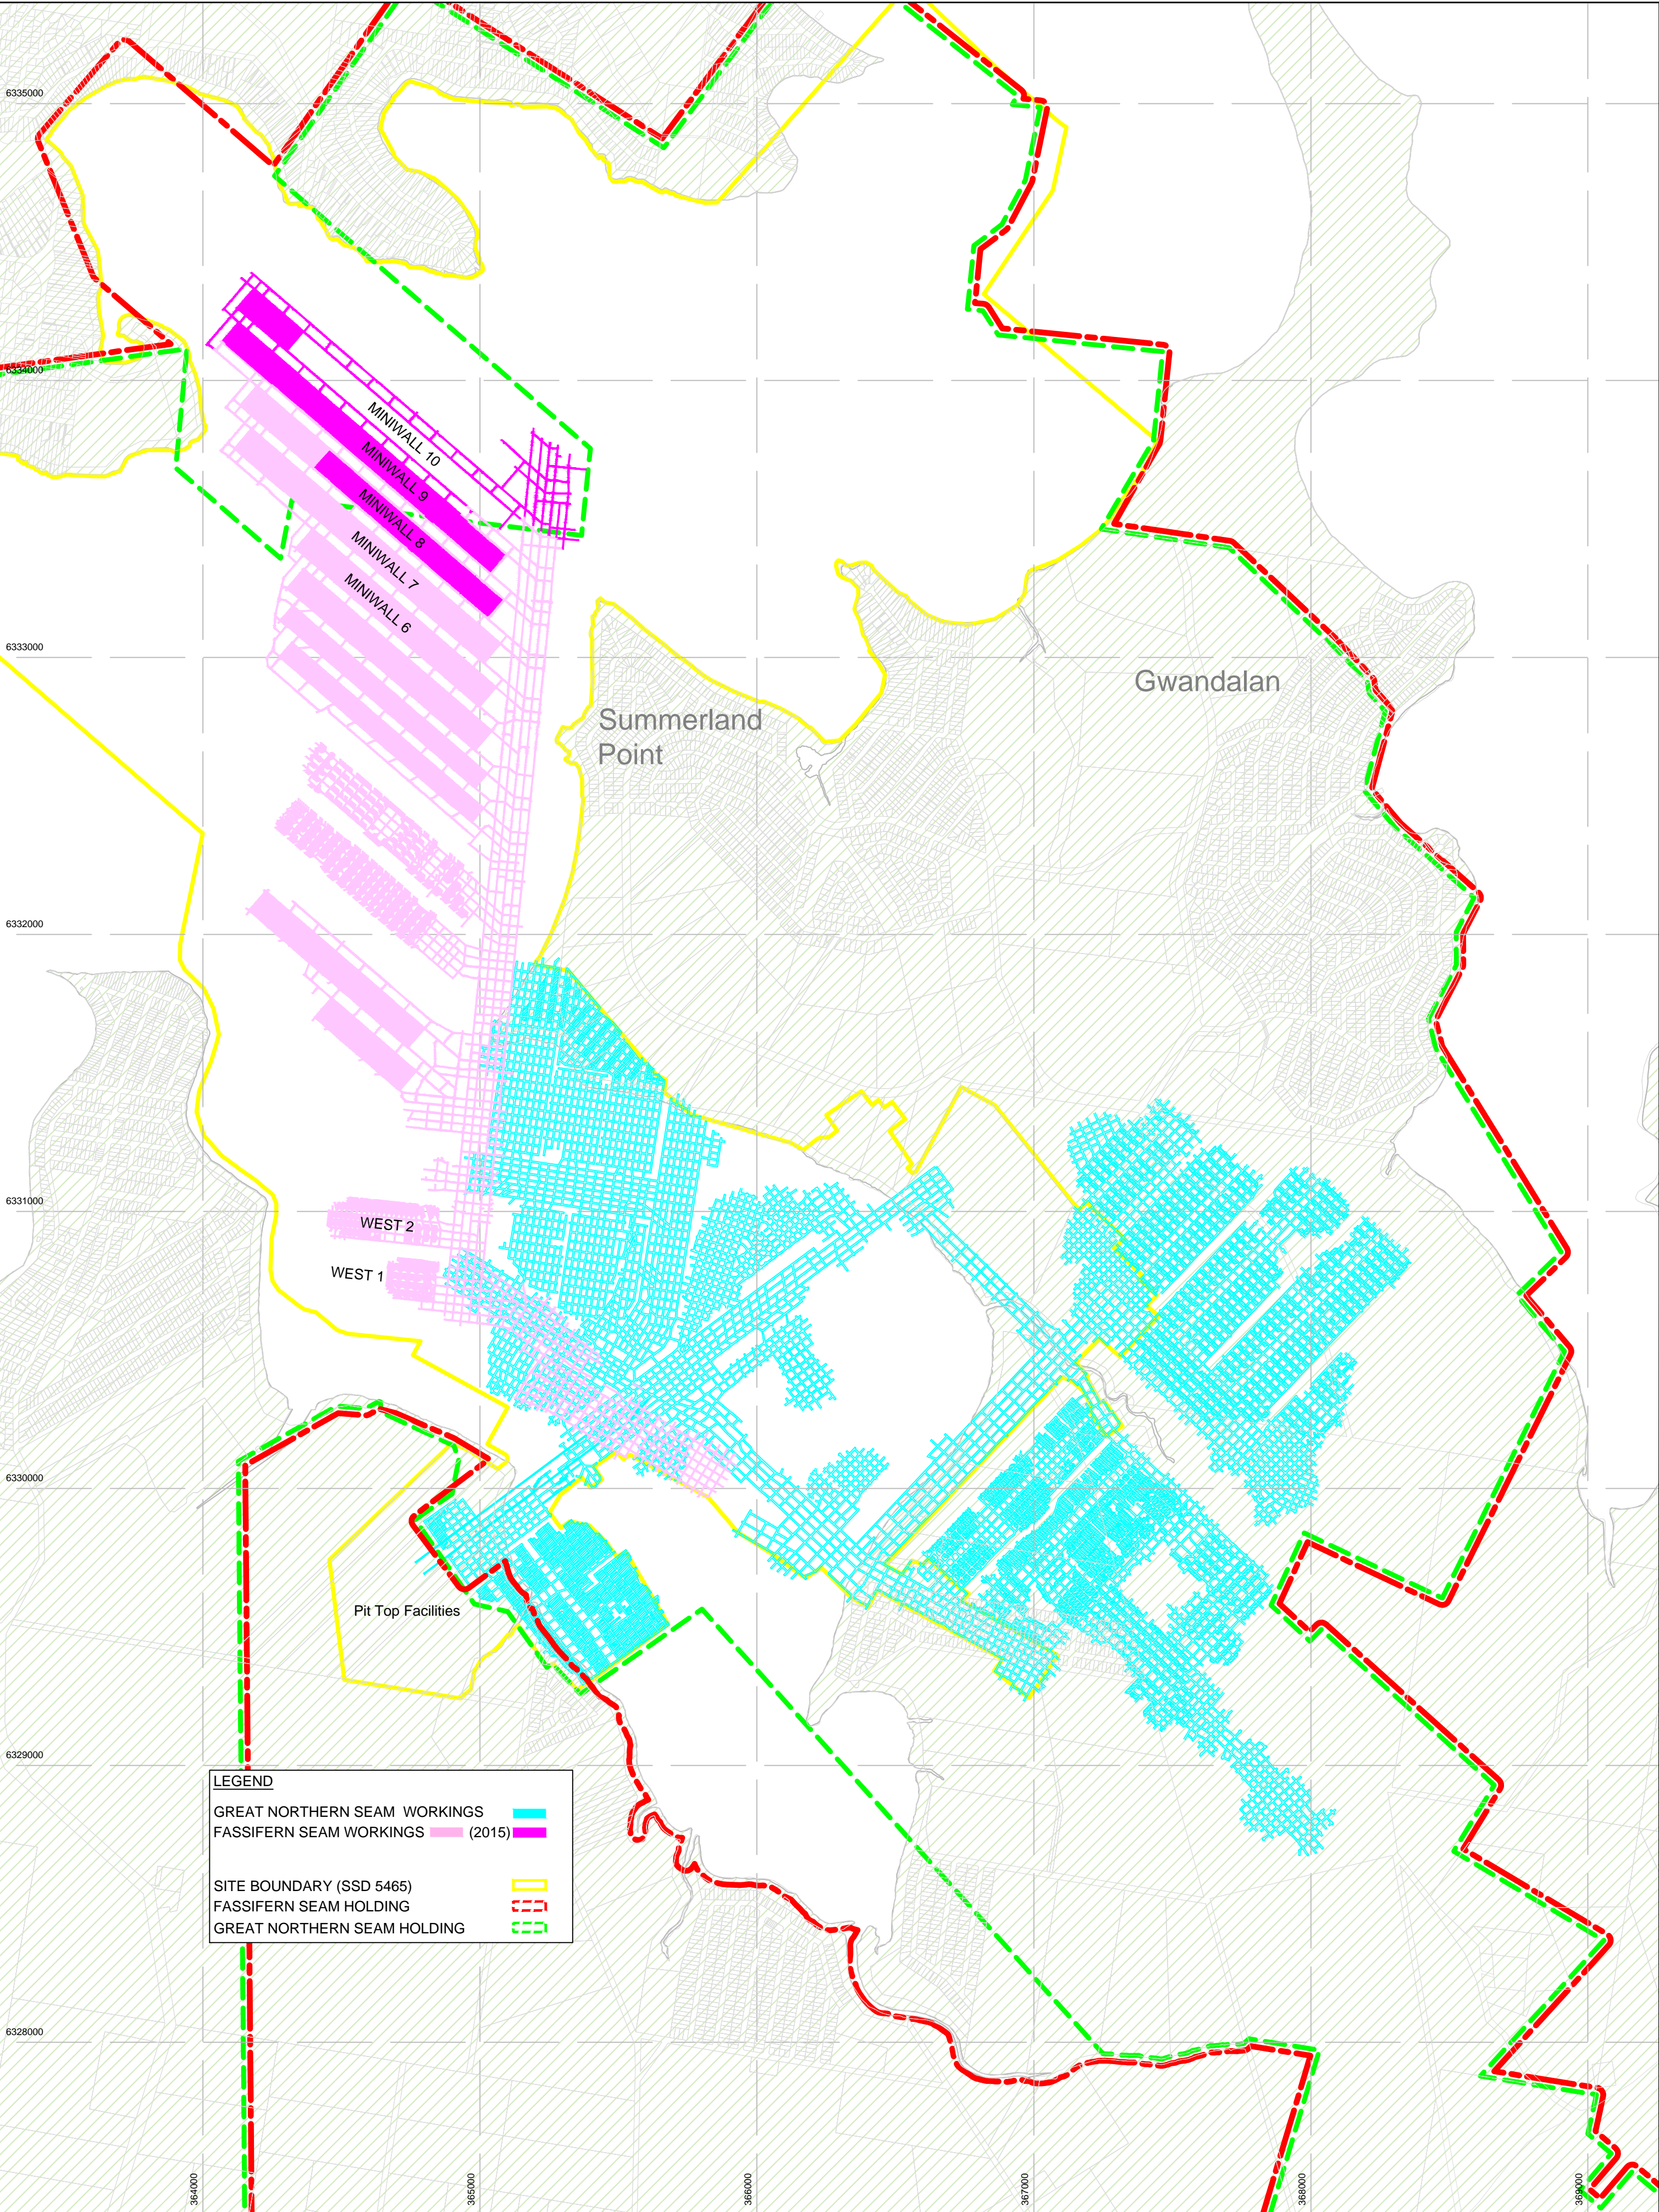 6335000
6334000
MINIWALL 10
MINIWALL 9
MINIWALL 8
MINIWALL 7
MINIWALL 6
6333000
Gwandalan
Summerland
Point
6332000
6331000
WEST 2
WEST 1
6330000
Pit Top Facilities
6329000
LEGEND
GREAT NORTHERN SEAM WORKINGS
FASSIFERN SEAM WORKINGS (2015)
SITE BOUNDARY (SSD 5465)
FASSIFERN SEAM HOLDING
GREAT NORTHERN SEAM HOLDING
6328000
364000
365000
366000
367000
368000
369000